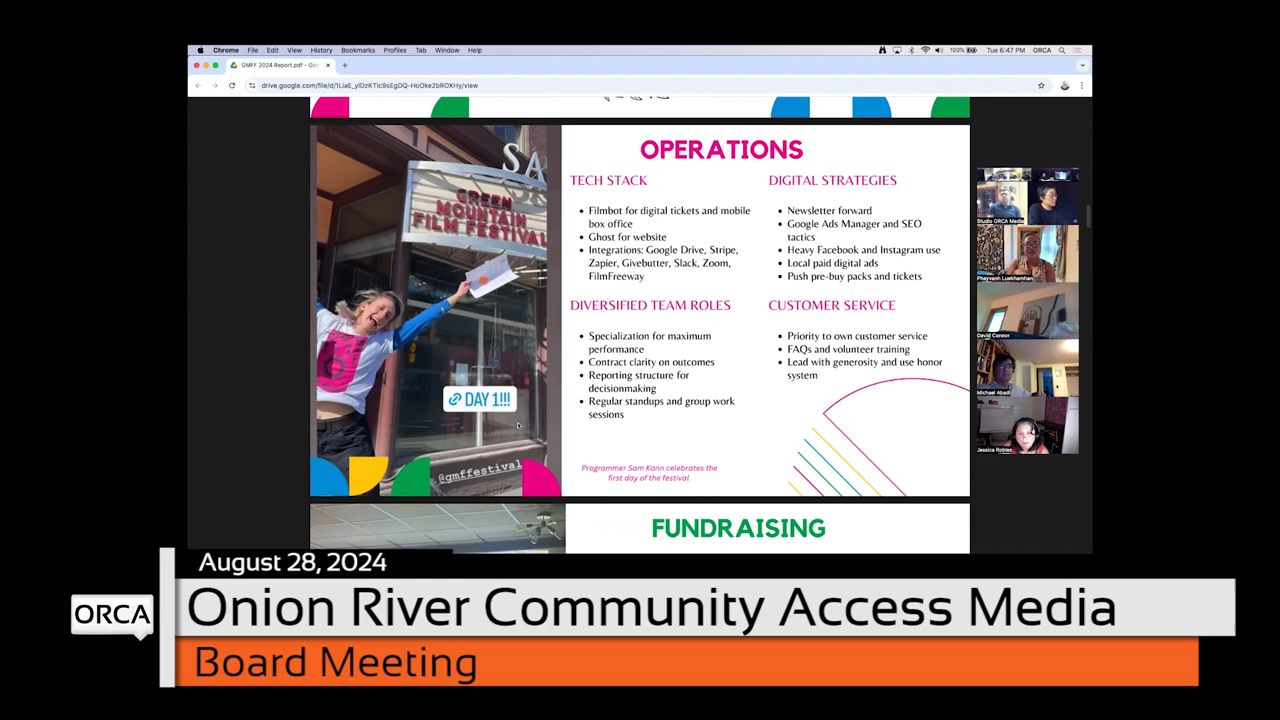 Chrome File Edit View History Bookmarks Profiles Tab Window Help
100% Tue 6:47 PM ORCA
GMFF 2024 Report.pdf - Goo
drive.google.com/file/d/1LiaE_ylDzKTlc9sEgDQ-HoOke2bROXHy/view
SA
GREEN
MOUNTAIN
FILM FESTIVAL
DAY 1!!!
@gmffestival
OPERATIONS
TECH STACK
• Filmbot for digital tickets and mobile
box office
• Ghost for website
• Integrations: Google Drive, Stripe,
Zapier, Givebutter, Slack, Zoom,
FilmFreeway
DIGITAL STRATEGIES
• Newsletter forward
• Google Ads Manager and SEO
tactics
• Heavy Facebook and Instagram use
• Local paid digital ads
• Push pre-buy packs and tickets
DIVERSIFIED TEAM ROLES
• Specialization for maximum
performance
• Contract clarity on outcomes
• Reporting structure for
decisionmaking
• Regular standups and group work
sessions
CUSTOMER SERVICE
• Priority to own customer service
• FAQs and volunteer training
• Lead with generosity and use honor
system
Programmer Sam Kann celebrates the
first day of the festival
FUNDRAISING
Studio ORCA Media
Phayvanh Luekhamhan
David Connor
Michael Abadi
Jessica Robles
August 28, 2024
ORCA
Onion River Community Access Media
Board Meeting